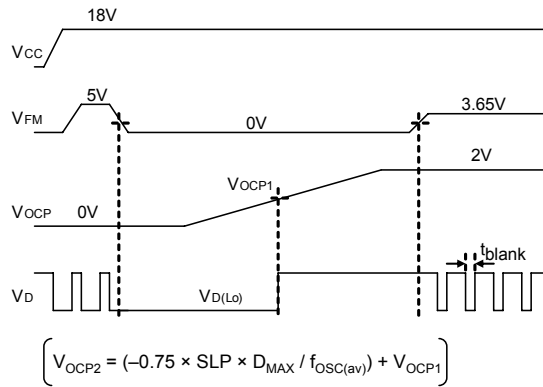 18V
VCC
5V
VFM
0V
3.65V
2V
VOCP1
VOCP
0V
tblank
VD
VD(Lo)
VOCP2 = (–0.75 × SLP × DMAX / fOSC(av)) + VOCP1